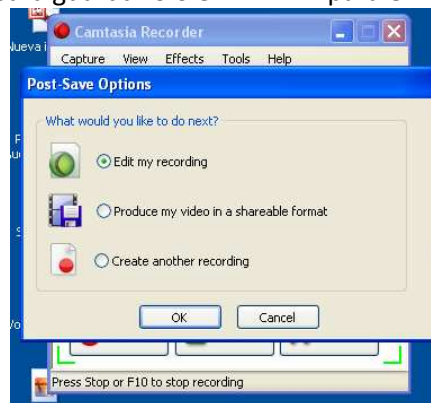 Camtasia Recorder
Capture View Effects Tools Help
Post-Save Options
What would you like to do next?
Edit my recording
Produce my video in a shareable format
Create another recording
OK Cancel
Press Stop or F10 to stop recording